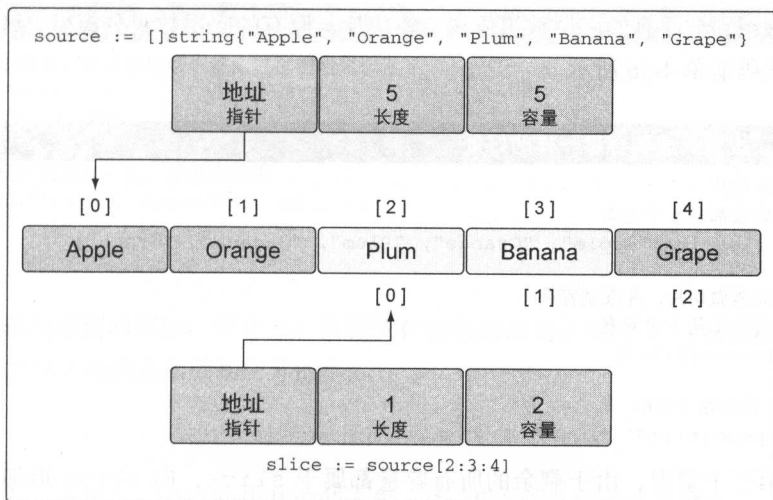 source := []string{"Apple", "Orange", "Plum", "Banana", "Grape"}
地址 5 5
指针 长度 容量
[0] [1] [2] [3] [4]
Apple Orange Plum Banana Grape
[0] [1] [2]
地址 1 2
指针 长度 容量
slice := source[2:3:4]